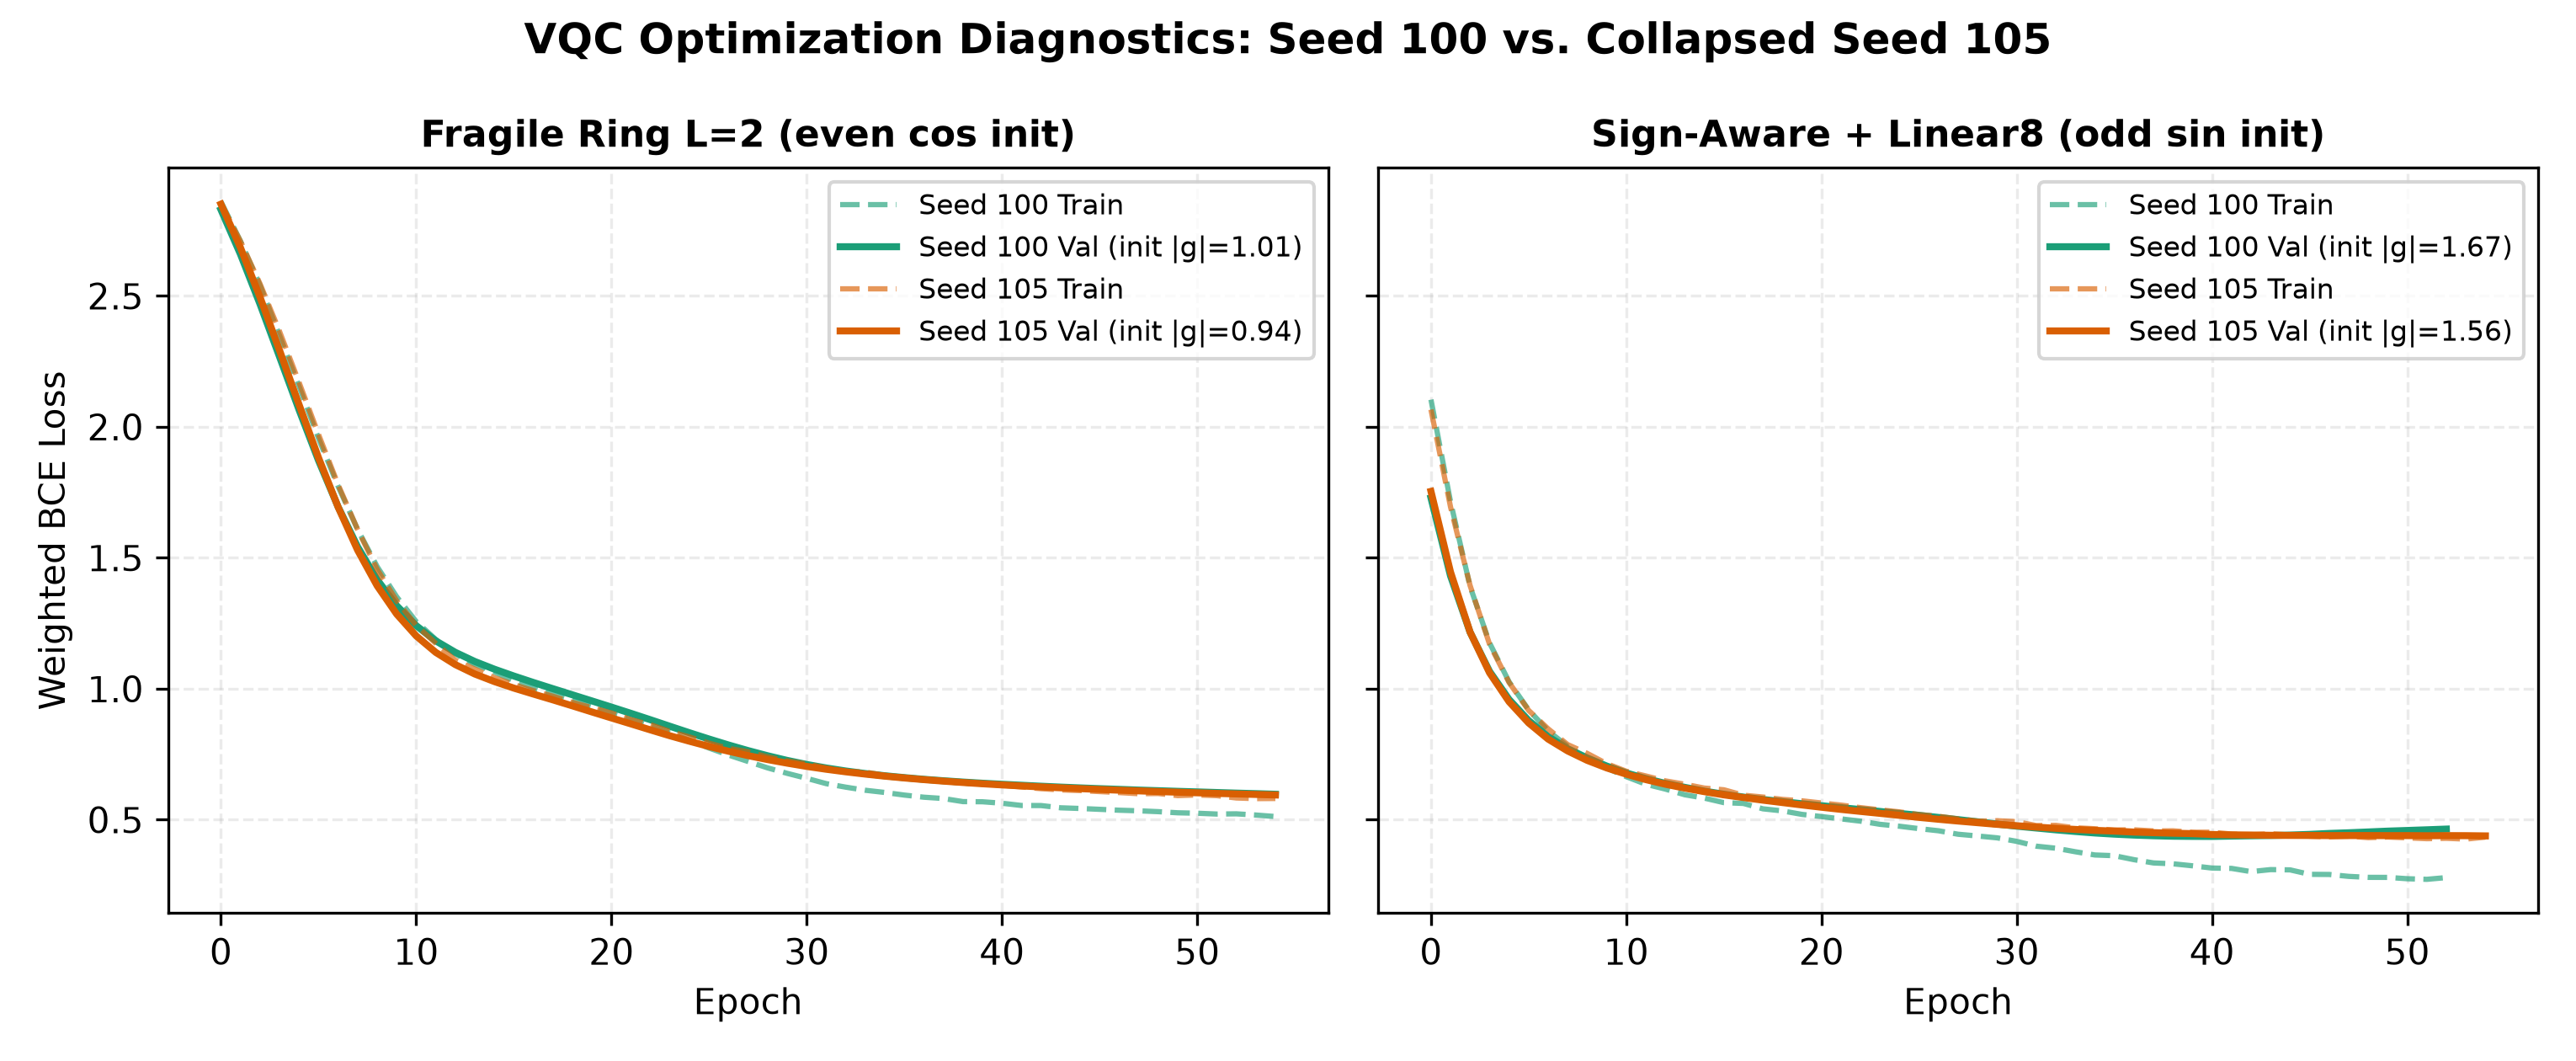 VQC Optimization Diagnostics: Seed 100 vs. Collapsed Seed 105
Fragile Ring L=2 (even cos init)
Seed 100 Train
Seed 100 Val (init |g|=1.01)
Seed 105 Train
Seed 105 Val (init |g|=0.94)
Weighted BCE Loss
2.5
2.0
1.5
1.0
0.5
0 10 20 30 40 50
Epoch
Sign-Aware + Linear8 (odd sin init)
Seed 100 Train
Seed 100 Val (init |g|=1.67)
Seed 105 Train
Seed 105 Val (init |g|=1.56)
0 10 20 30 40 50
Epoch